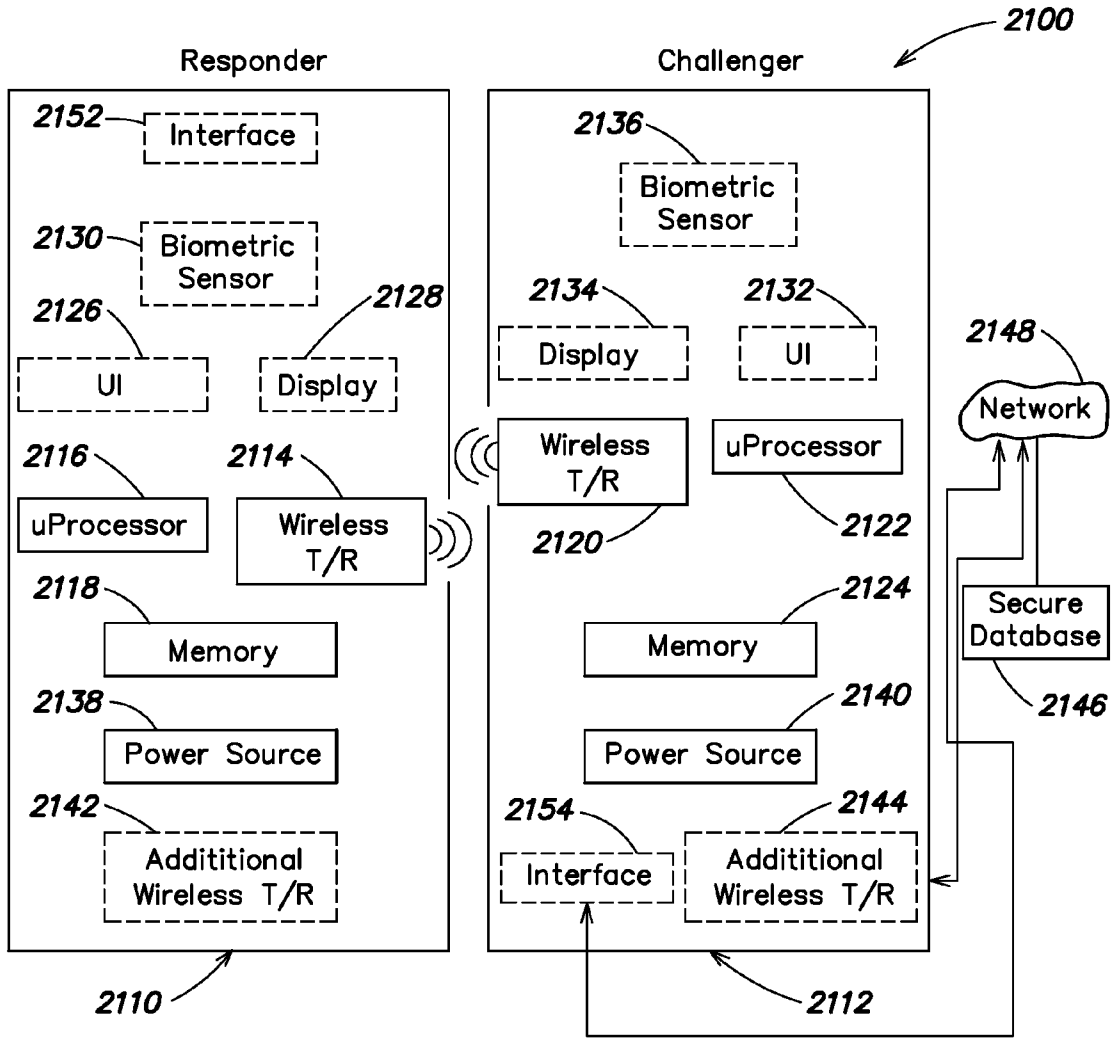 2100
Responder
Challenger
2152
Interface
2136
Biometric
Sensor
2130
Biometric
Sensor
2126
2128
2134
2132
UI
Display
Display
UI
2148
Network
2116
2114
uProcessor
Wireless
T/R
Wireless
T/R
uProcessor
2120
2122
2118
Memory
2124
Memory
Secure
Database
2146
2138
Power Source
2140
Power Source
2142
Addititional
Wireless T/R
2154
Interface
2144
Addititional
Wireless T/R
2110
2112